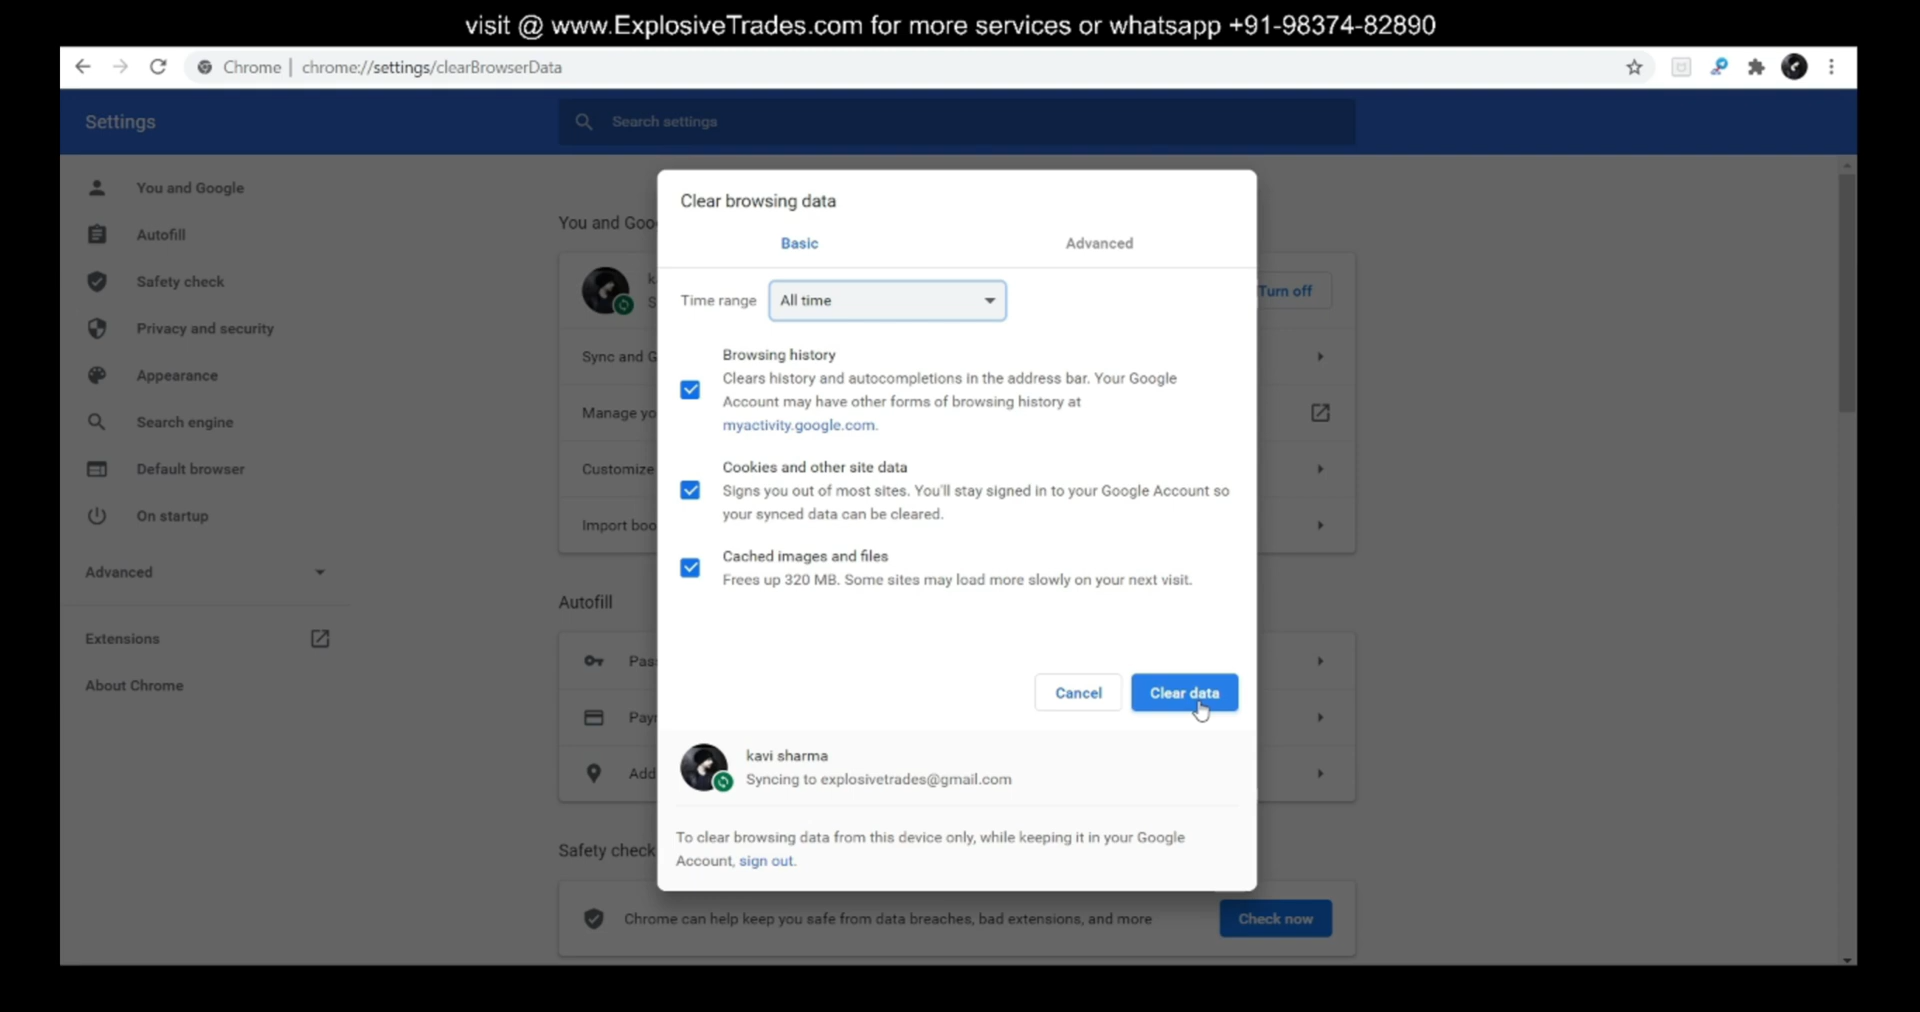 visit @ www.ExplosiveTrades.com for more services or whatsapp +91-98374-82890
Chrome | chrome://settings/clearBrowserData
Settings
Search settings
You and Google
Autofill
Safety check
Privacy and security
Appearance
Search engine
Default browser
On startup
Advanced
Extensions
About Chrome
You and Goo
k
S
Turn off
Sync and G
Manage yo
Customize
Import boo
Autofill
Pas
Pay
Add
Safety check
Chrome can help keep you safe from data breaches, bad extensions, and more
Check now
Clear browsing data
Basic
Advanced
Time range
All time
Browsing history
Clears history and autocompletions in the address bar. Your Google
Account may have other forms of browsing history at
myactivity.google.com.
Cookies and other site data
Signs you out of most sites. You'll stay signed in to your Google Account so
your synced data can be cleared.
Cached images and files
Frees up 320 MB. Some sites may load more slowly on your next visit.
Cancel
Clear data
kavi sharma
Syncing to explosivetrades@gmail.com
To clear browsing data from this device only, while keeping it in your Google
Account, sign out.